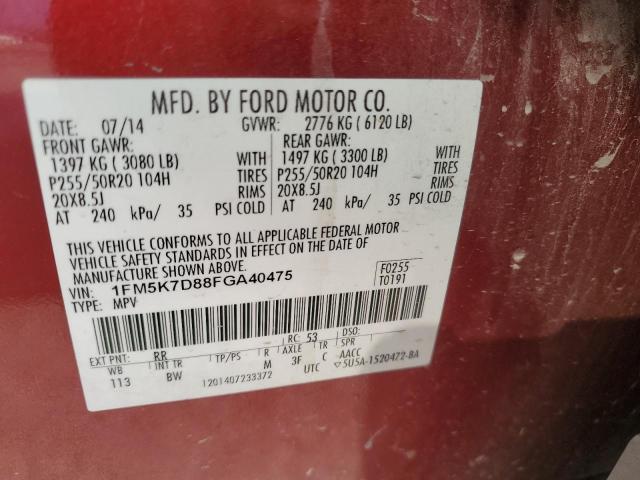 MFD. BY FORD MOTOR CO.
DATE: 07/14 GVWR: 2776 KG ( 6120 LB)
FRONT GAWR: REAR GAWR:
1397 KG ( 3080 LB) WITH 1497 KG ( 3300 LB) WITH
P255/50R20 104H TIRES P255/50R20 104H TIRES
20X8.5J RIMS 20X8.5J RIMS
AT 240 kPa/ 35 PSI COLD AT 240 kPa/ 35 PSI COLD
THIS VEHICLE CONFORMS TO ALL APPLICABLE FEDERAL MOTOR
VEHICLE SAFETY STANDARDS IN EFFECT ON THE DATE OF
MANUFACTURE SHOWN ABOVE.
VIN: 1FM5K7D88FGA40475 F0255
TYPE: MPV T0191
EXT PNT: RR RC: 53 DSO:
WB INT TR TP/PS R AXLE TR SPR
113 BW M 3F C AACC
1201407233372 UTC 5U5A-1520472-BA